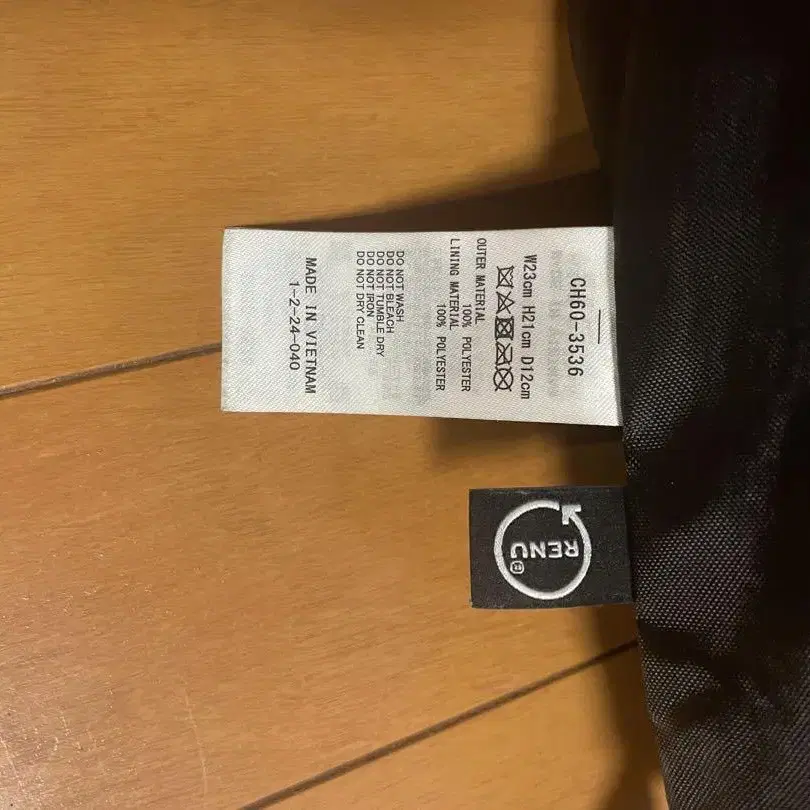 CH60-3536
W23cm H21cm D12cm
OUTER MATERIAL
100% POLYESTER
LINING MATERIAL
100% POLYESTER
DO NOT WASH
DO NOT BLEACH
DO NOT TUMBLE DRY
DO NOT IRON
DO NOT DRY CLEAN
MADE IN VIETNAM
1-2-24-040
RENU®